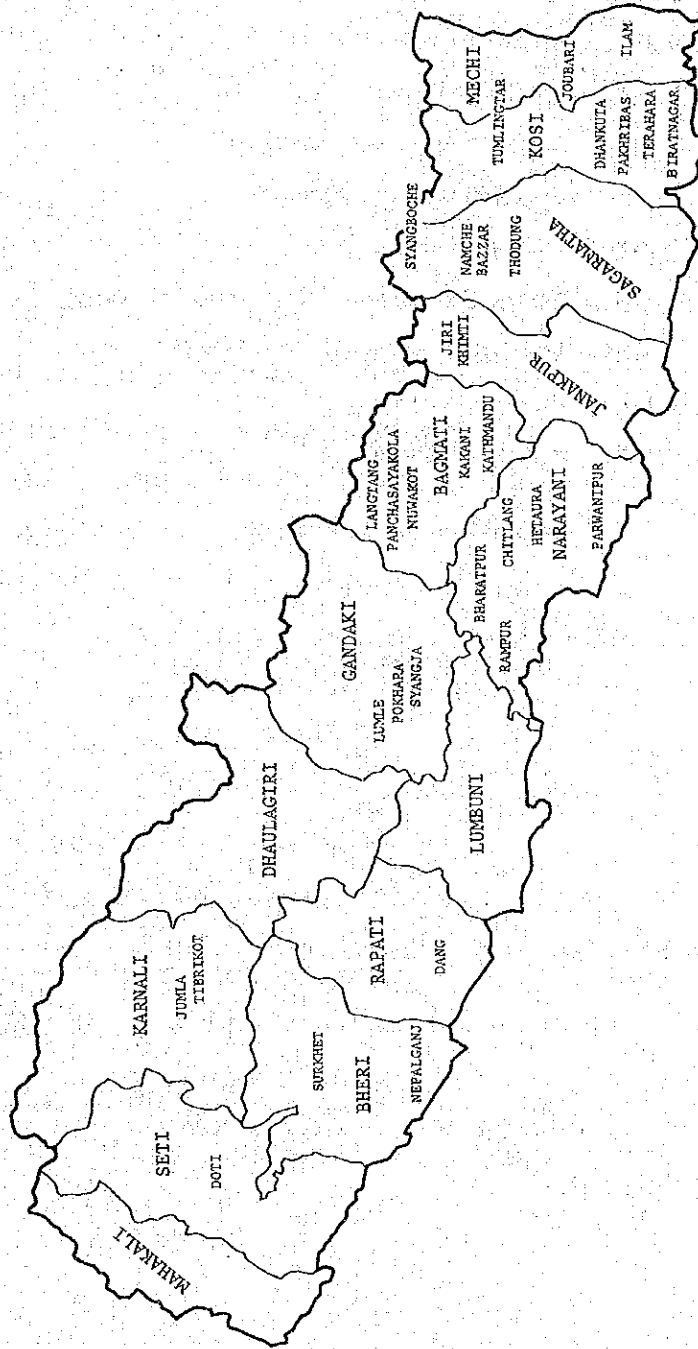 MAHAKALI
SETI
DOTI
KARNALI
JUMLA
TIBRIKOT
SURKHET
BHERI
NEPALGANJ
RAPATI
DANG
DHAULAGIRI
LUMBUNI
GANDAKI
LUMLE
POKHARA
SYANGJA
LANGTANG
PANCHASAYAKOLA
NUWAKOT
BAGMATI
KAKANI
KATHMANDU
BHARATPUR
RAMPUR
CHITLANG
HETAURA
NARAYANI
PARWANIPUR
JIRI
KHIMTI
JANAKPUR
SYANGBOCHE
NAMCHE
BAZZAR
THODUNG
SAGARMATHA
TUMLINGTAR
KOSI
DHANKUTA
PAKHRIBAS
TERAHARA
BIRATNAGAR
MECHI
JOUBARI
ILAM